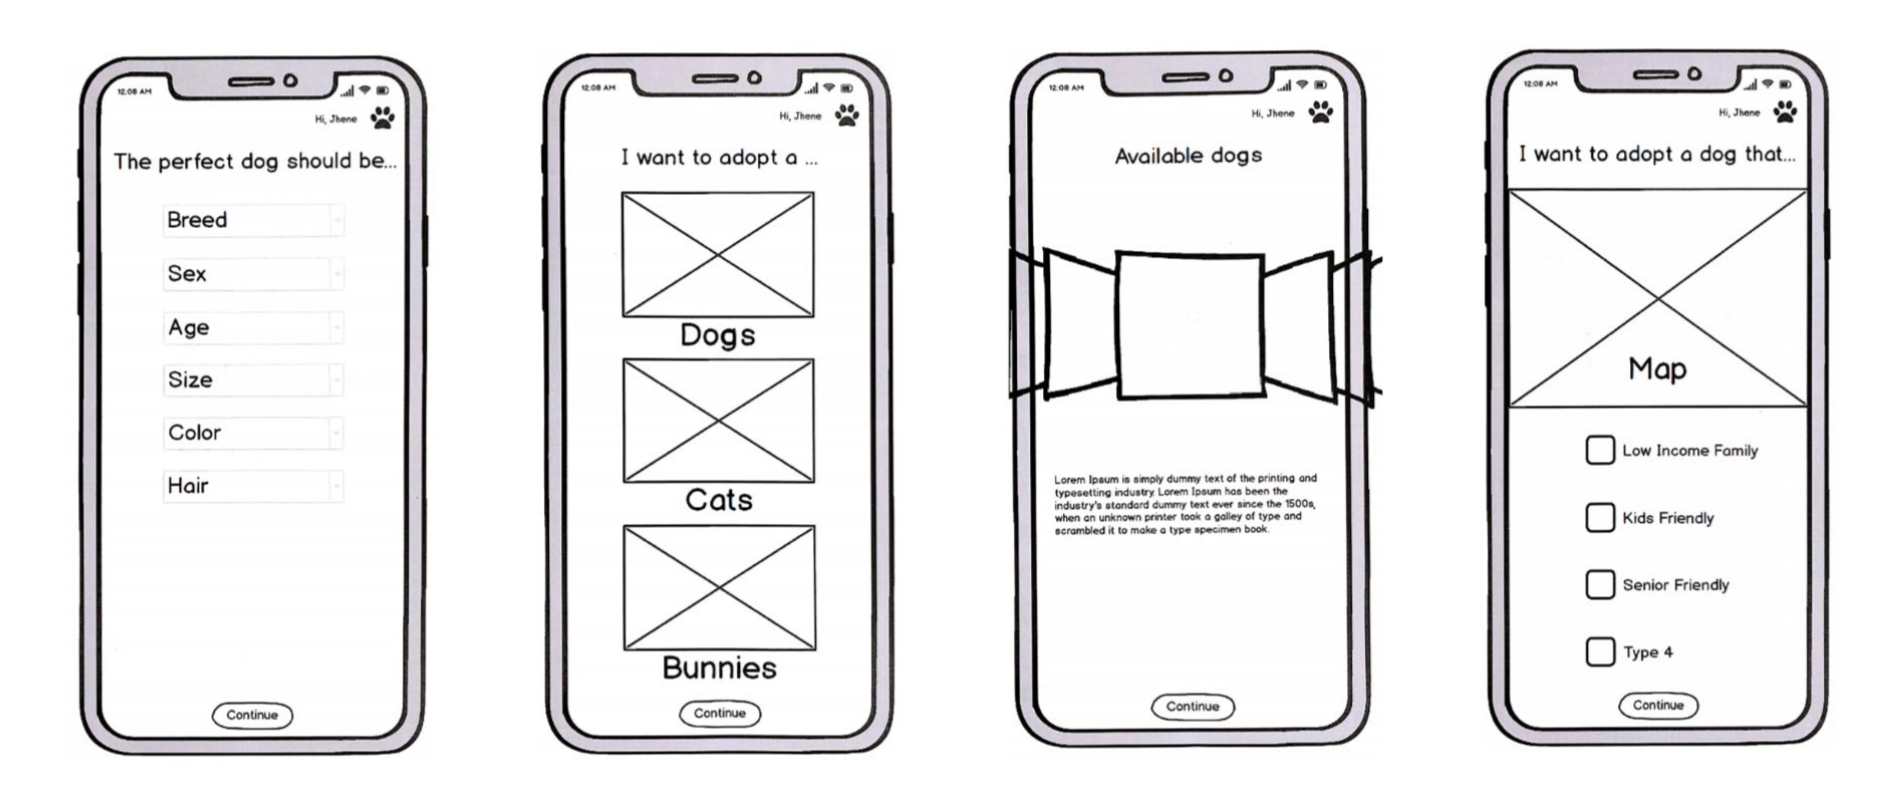 12:08 AM
Hi, Jhene
The perfect dog should be...
Breed
Sex
Age
Size
Color
Hair
Continue
12:08 AM
Hi, Jhene
I want to adopt a ...
Dogs
Cats
Bunnies
Continue
12:08 AM
Hi, Jhene
Available dogs
Lorem Ipsum is simply dummy text of the printing and
typesetting industry. Lorem Ipsum has been the
industry's standard dummy text ever since the 1500s,
when an unknown printer took a galley of type and
scrambled it to make a type specimen book.
Continue
12:08 AM
Hi, Jhene
I want to adopt a dog that...
Map
Low Income Family
Kids Friendly
Senior Friendly
Type 4
Continue